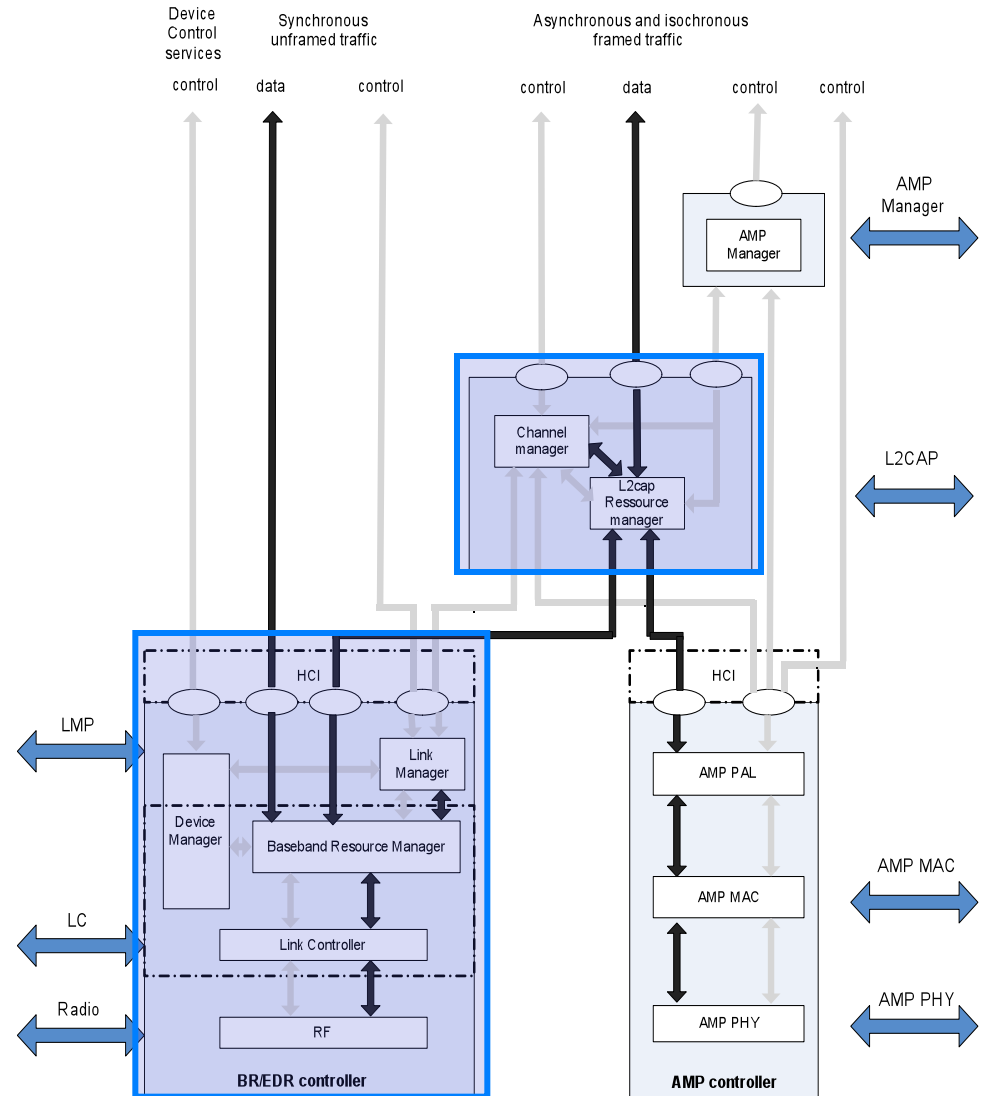 Device
Control
services
Synchronous
unframed traffic
Asynchronous and isochronous
framed traffic
control
data
control
control
data
control
control
AMP
Manager
AMP
Manager
Channel
manager
L2cap
Ressource
manager
L2CAP
HCI
HCI
LMP
Link
Manager
AMP PAL
Device
Manager
Baseband Resource Manager
AMP MAC
AMP MAC
LC
Link Controller
Radio
RF
AMP PHY
AMP PHY
BR/EDR controller
AMP controller